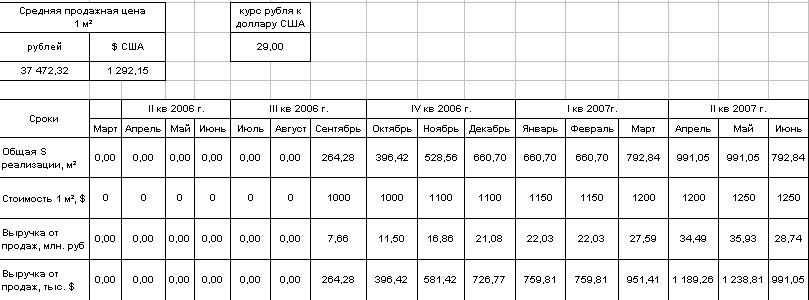 Средняя продажная цена
1 м²
курс рубля к
доллару США
рублей $ США 29,00
37 472,32 1 292,15
Сроки II кв 2006 г. III кв 2006 г. IV кв 2006 г. I кв 2007г. II кв 2007 г.
Март Апрель Май Июнь Июль Август Сентябрь Октябрь Ноябрь Декабрь Январь Февраль Март Апрель Май Июнь
Общая S
реализации, м² 0,00 0,00 0,00 0,00 0,00 0,00 264,28 396,42 528,56 660,70 660,70 660,70 792,84 991,05 991,05 792,84
Стоимость 1 м², $ 0 0 0 0 0 0 1000 1000 1100 1100 1150 1150 1200 1200 1250 1250
Выручка от
продаж, млн. руб 0,00 0,00 0,00 0,00 0,00 0,00 7,66 11,50 16,86 21,08 22,03 22,03 27,59 34,49 35,93 28,74
Выручка от
продаж, тыс. $ 0,00 0,00 0,00 0,00 0,00 0,00 264,28 396,42 581,42 726,77 759,81 759,81 951,41 1 189,26 1 238,81 991,05